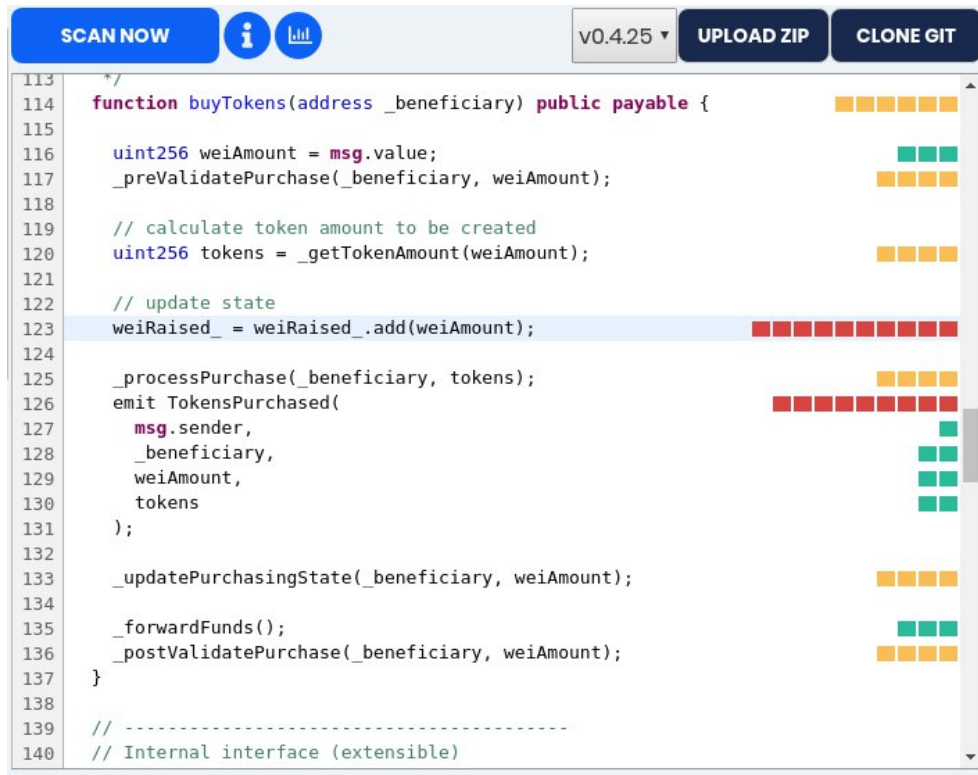 SCAN NOW i v0.4.25 ▾ UPLOAD ZIP CLONE GIT
113 */
114 function buyTokens(address _beneficiary) public payable {
115
116 uint256 weiAmount = msg.value;
117 _preValidatePurchase(_beneficiary, weiAmount);
118
119 // calculate token amount to be created
120 uint256 tokens = _getTokenAmount(weiAmount);
121
122 // update state
123 weiRaised_ = weiRaised_.add(weiAmount);
124
125 _processPurchase(_beneficiary, tokens);
126 emit TokensPurchased(
127 msg.sender,
128 _beneficiary,
129 weiAmount,
130 tokens
131 );
132
133 _updatePurchasingState(_beneficiary, weiAmount);
134
135 _forwardFunds();
136 _postValidatePurchase(_beneficiary, weiAmount);
137 }
138
139 // -----------------------------------------
140 // Internal interface (extensible)